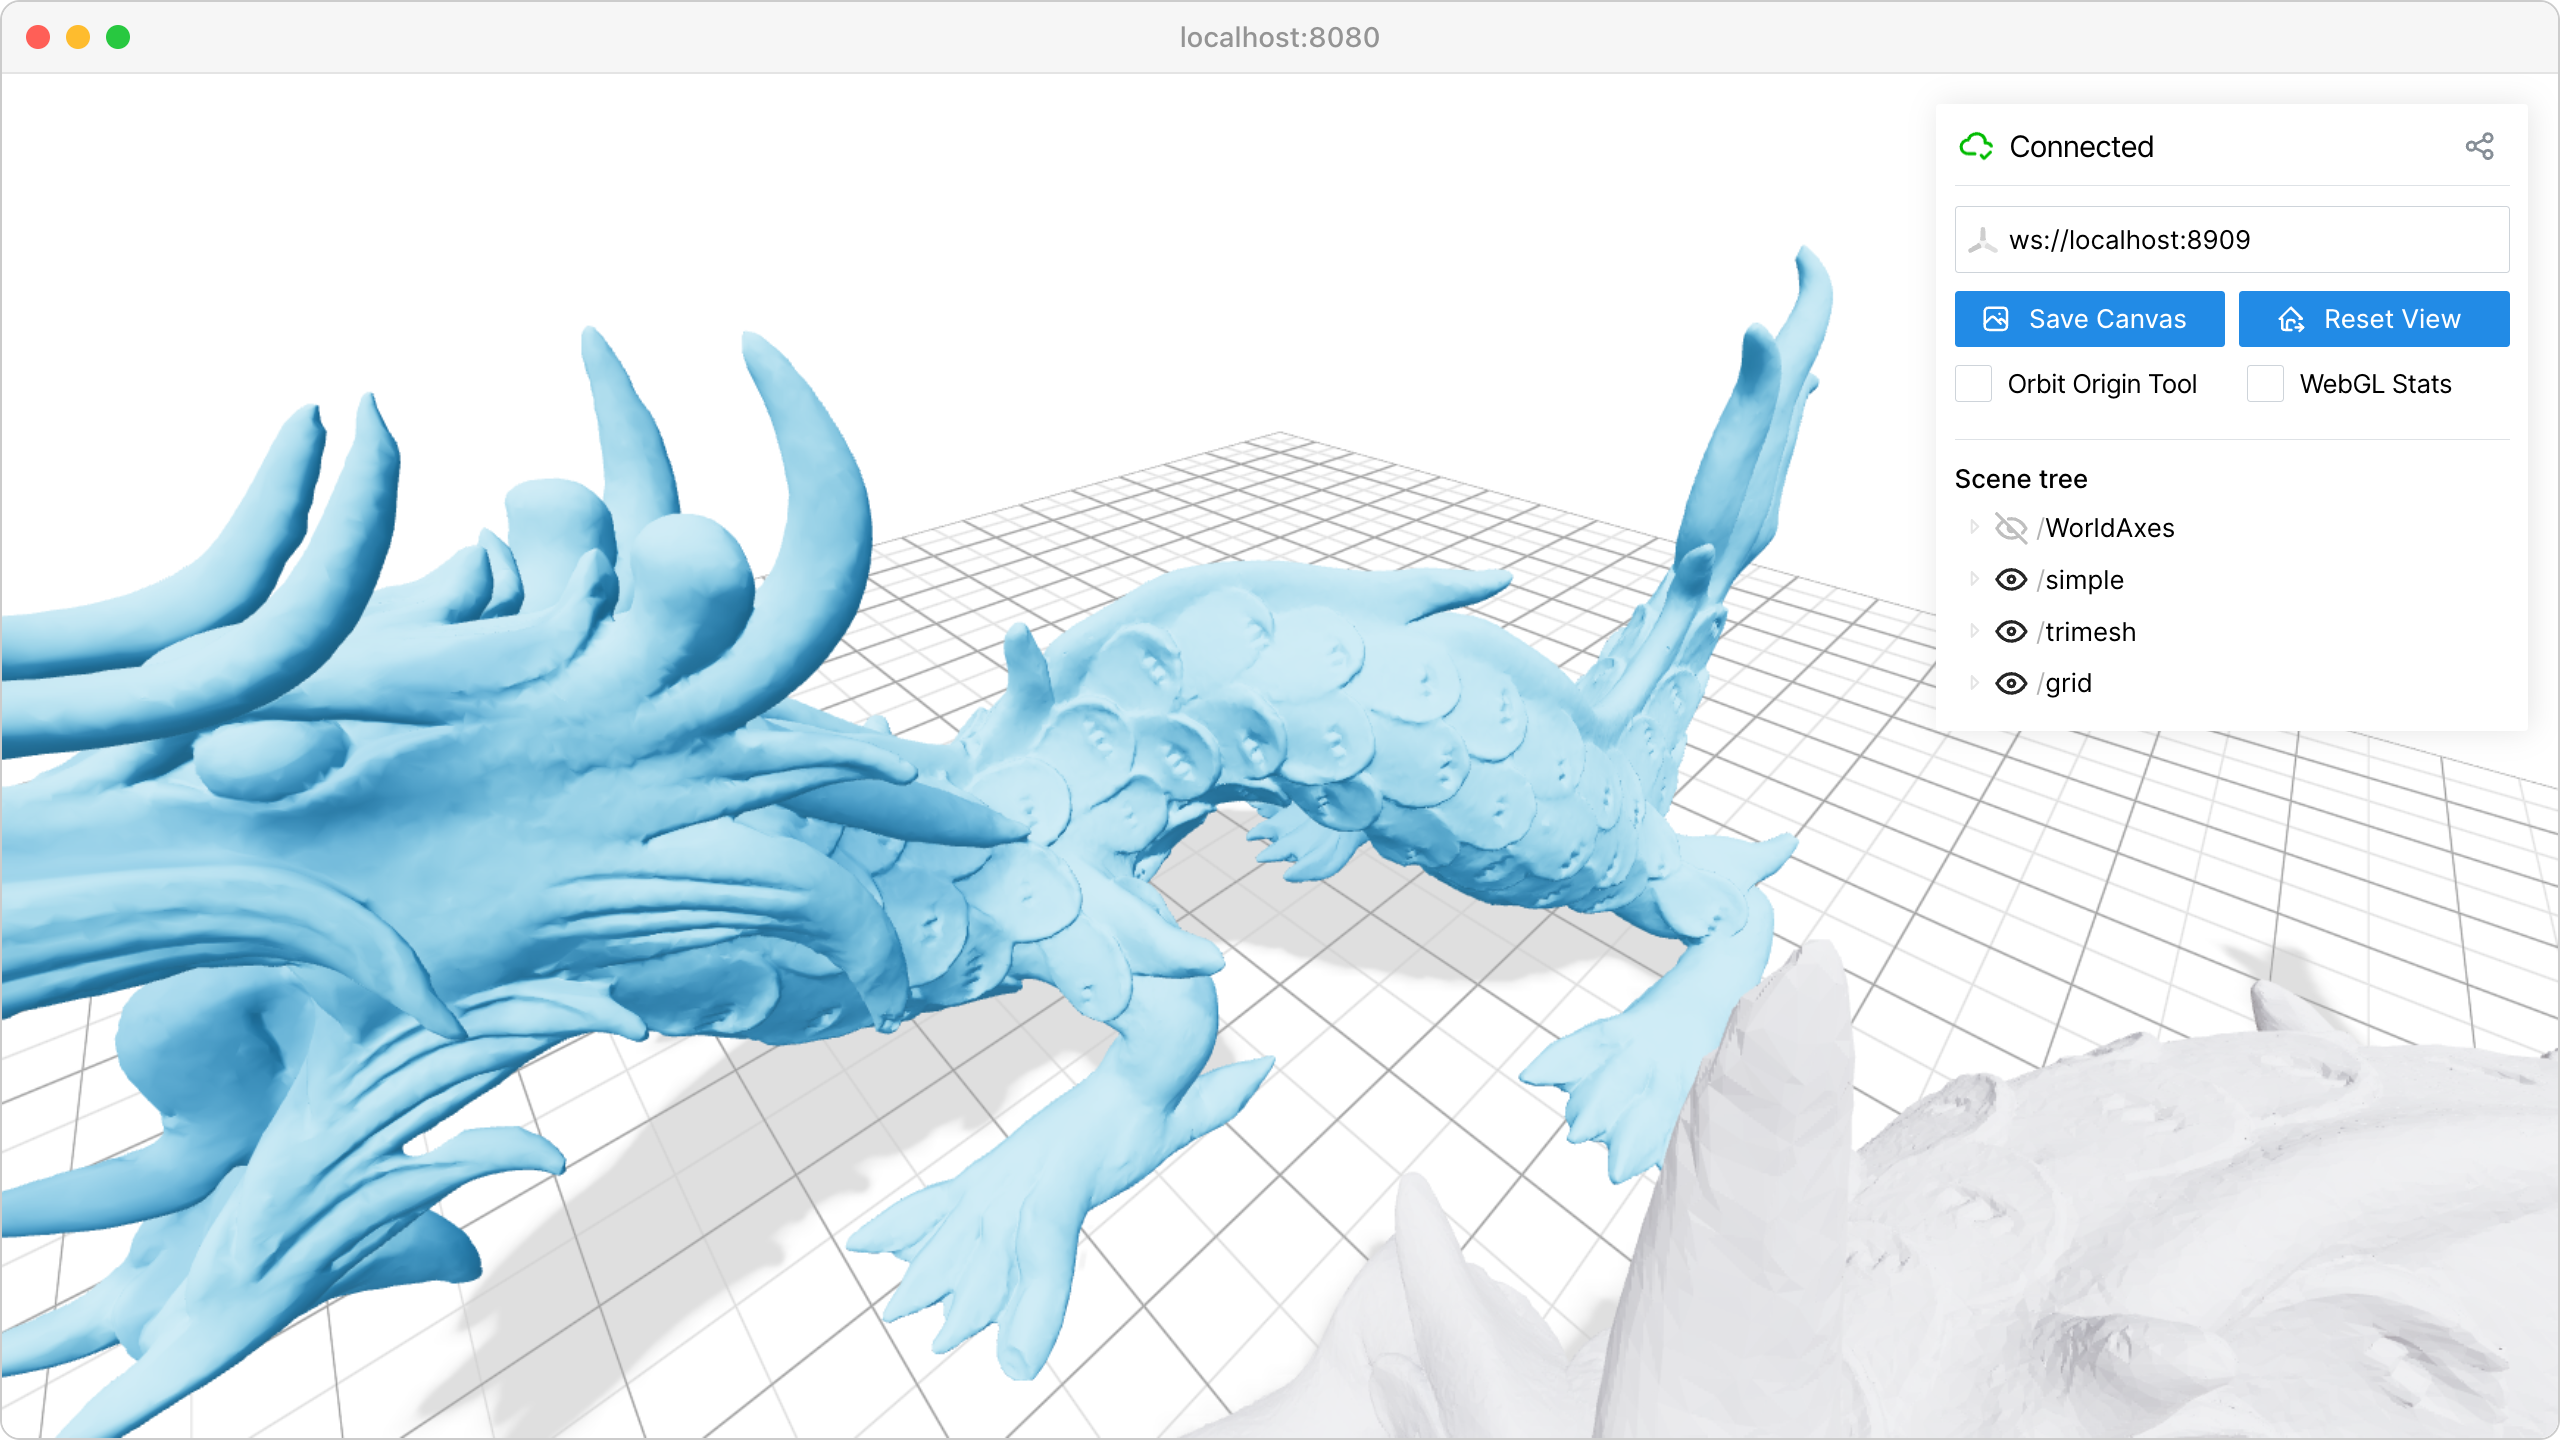 localhost:8080
Connected
ws://localhost:8909
Save Canvas
Reset View
Orbit Origin Tool
WebGL Stats
Scene tree
/WorldAxes
/simple
/trimesh
/grid